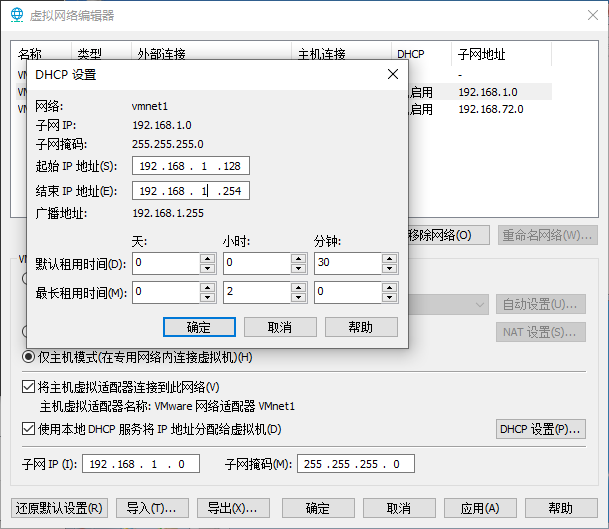 虚拟网络编辑器
名称 类型 外部连接 主机连接 DHCP 子网地址
-
启用 192.168.1.0
启用 192.168.72.0
DHCP 设置
网络: vmnet1
子网 IP: 192.168.1.0
子网掩码: 255.255.255.0
起始 IP 地址(S): 192 .168 . 1 .128
结束 IP 地址(E): 192 .168 . 1 .254
广播地址: 192.168.1.255
天: 小时: 分钟:
默认租用时间(D): 0 0 30
最长租用时间(M): 0 2 0
确定 取消 帮助
移除网络(O) 重命名网络(W)...
自动设置(U)...
NAT 设置(S)...
仅主机模式(在专用网络内连接虚拟机)(H)
将主机虚拟适配器连接到此网络(V)
主机虚拟适配器名称: VMware 网络适配器 VMnet1
使用本地 DHCP 服务将 IP 地址分配给虚拟机(D) DHCP 设置(P)...
子网 IP (I): 192 .168 . 1 . 0 子网掩码(M): 255 .255 .255 . 0
还原默认设置(R) 导入(T)... 导出(X)... 确定 取消 应用(A) 帮助